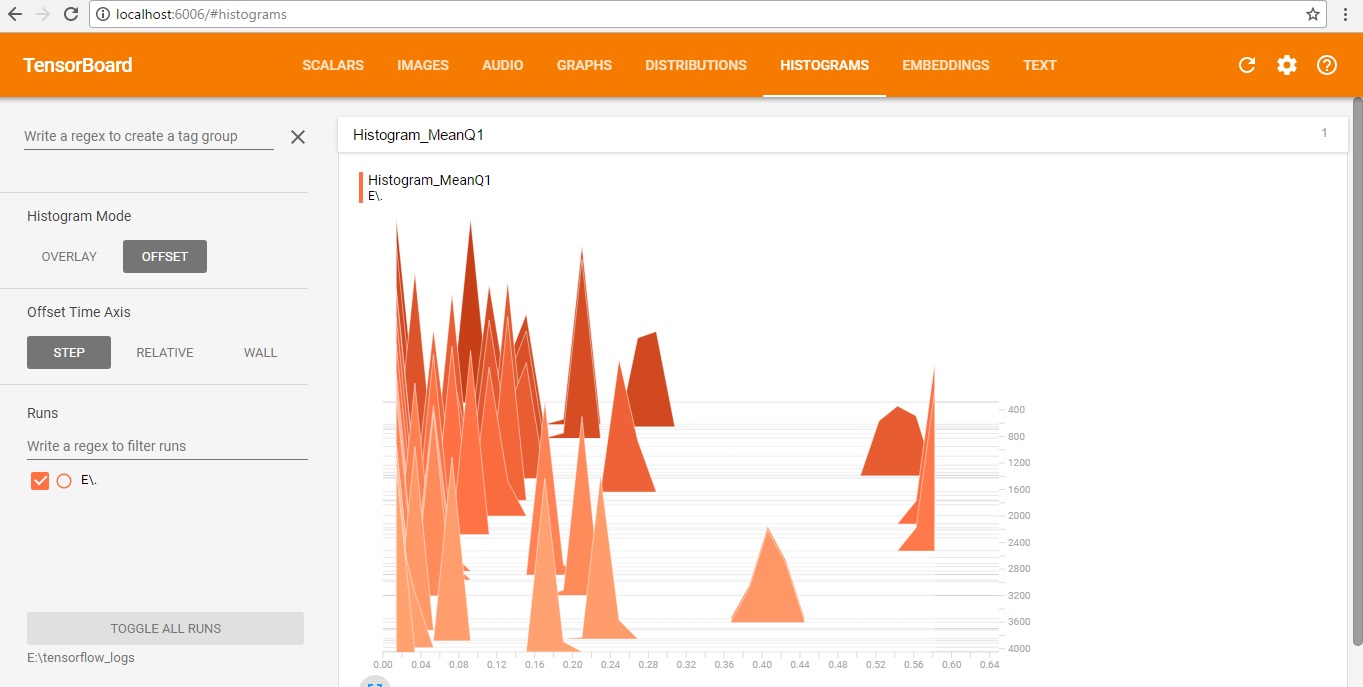 localhost:6006/#histograms
TensorBoard SCALARS IMAGES AUDIO GRAPHS DISTRIBUTIONS HISTOGRAMS EMBEDDINGS TEXT
Write a regex to create a tag group
Histogram Mode
OVERLAY OFFSET
Offset Time Axis
STEP RELATIVE WALL
Runs
Write a regex to filter runs
E\.
TOGGLE ALL RUNS
E:\tensorflow_logs
Histogram_MeanQ1 1
Histogram_MeanQ1
E\.
400
800
1200
1600
2000
2400
2800
3200
3600
4000
0.00 0.04 0.08 0.12 0.16 0.20 0.24 0.28 0.32 0.36 0.40 0.44 0.48 0.52 0.56 0.60 0.64